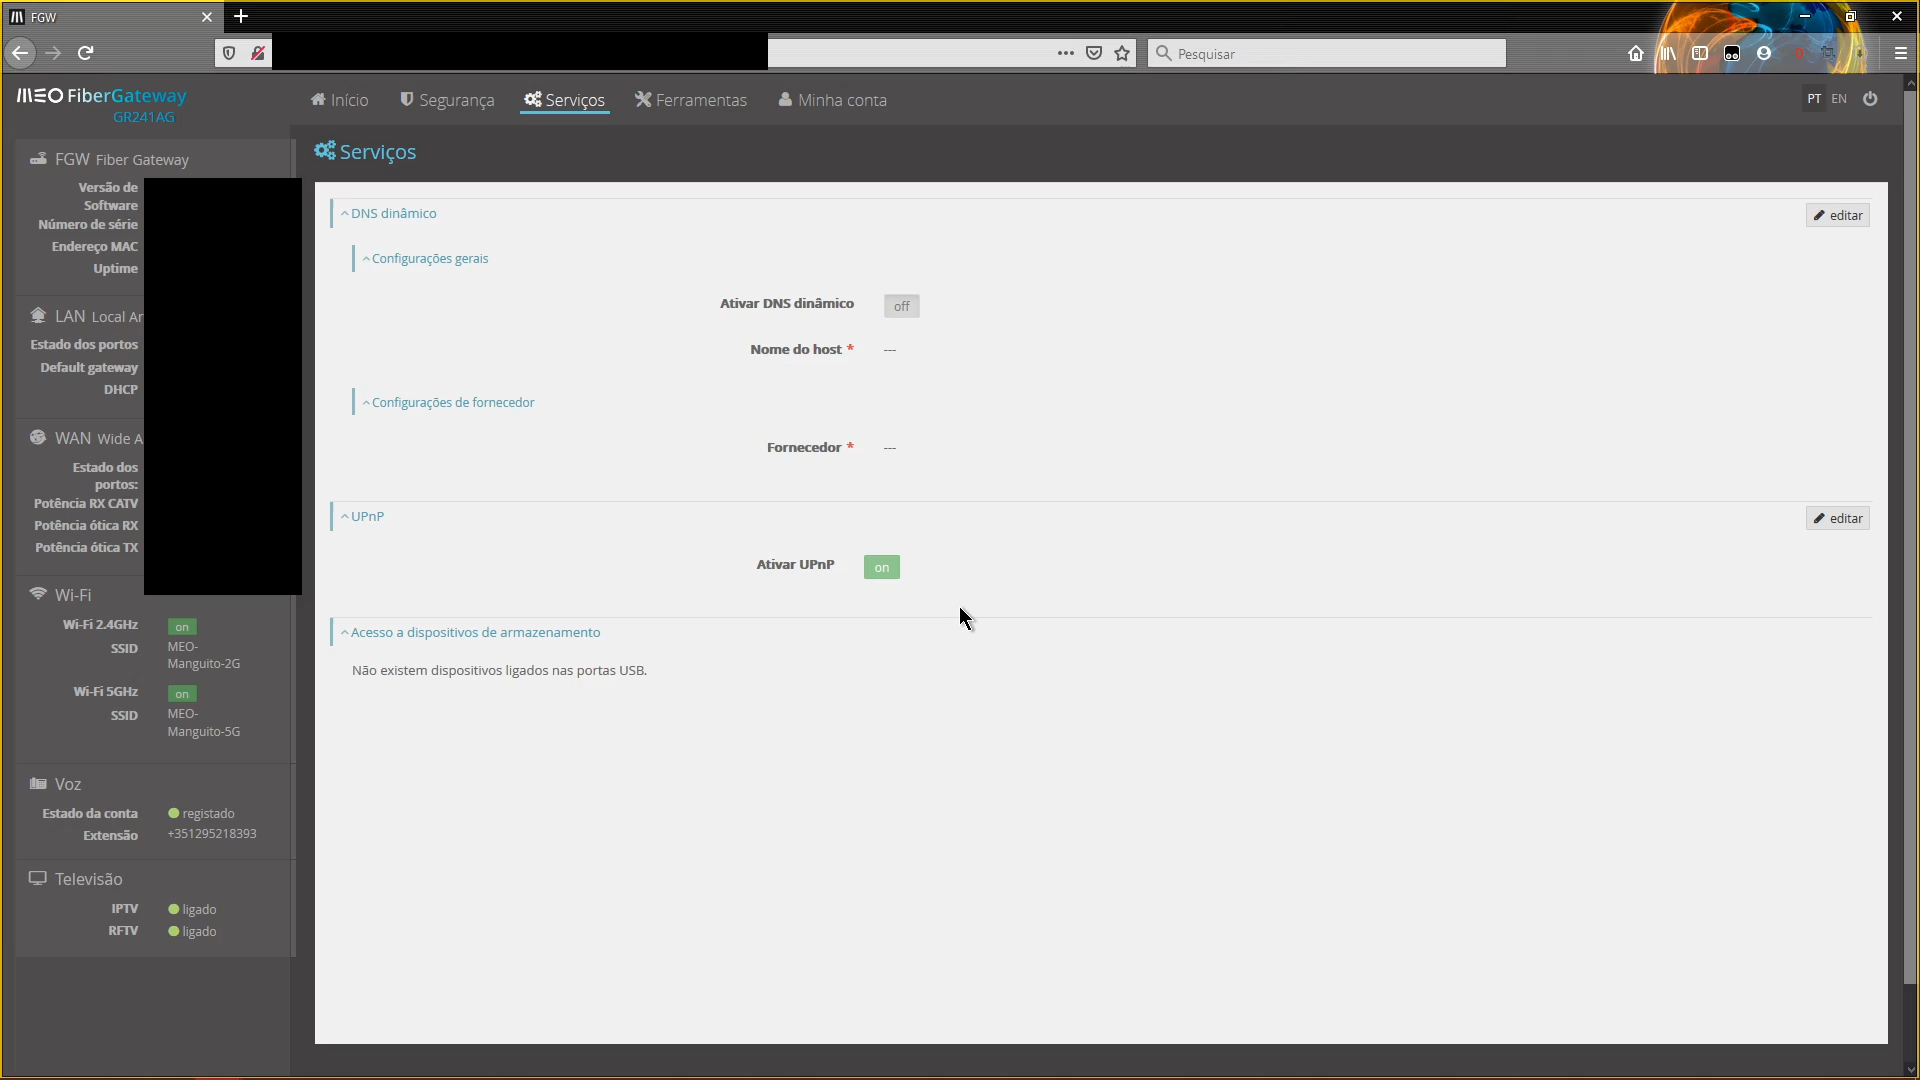 FGW
Pesquisar
MEO FiberGateway
GR241AG
Início
Segurança
Serviços
Ferramentas
Minha conta
PT EN
FGW Fiber Gateway
Versão de
Software
Número de série
Endereço MAC
Uptime
LAN Local Ar
Estado dos portos
Default gateway
DHCP
WAN Wide A
Estado dos
portos:
Potência RX CATV
Potência ótica RX
Potência ótica TX
Wi-Fi
Wi-Fi 2.4GHz on
SSID MEO-
Manguito-2G
Wi-Fi 5GHz on
SSID MEO-
Manguito-5G
Voz
Estado da conta registado
Extensão +351295218393
Televisão
IPTV ligado
RFTV ligado
Serviços
DNS dinâmico
editar
Configurações gerais
Ativar DNS dinâmico off
Nome do host * ---
Configurações de fornecedor
Fornecedor * ---
UPnP
editar
Ativar UPnP on
Acesso a dispositivos de armazenamento
Não existem dispositivos ligados nas portas USB.